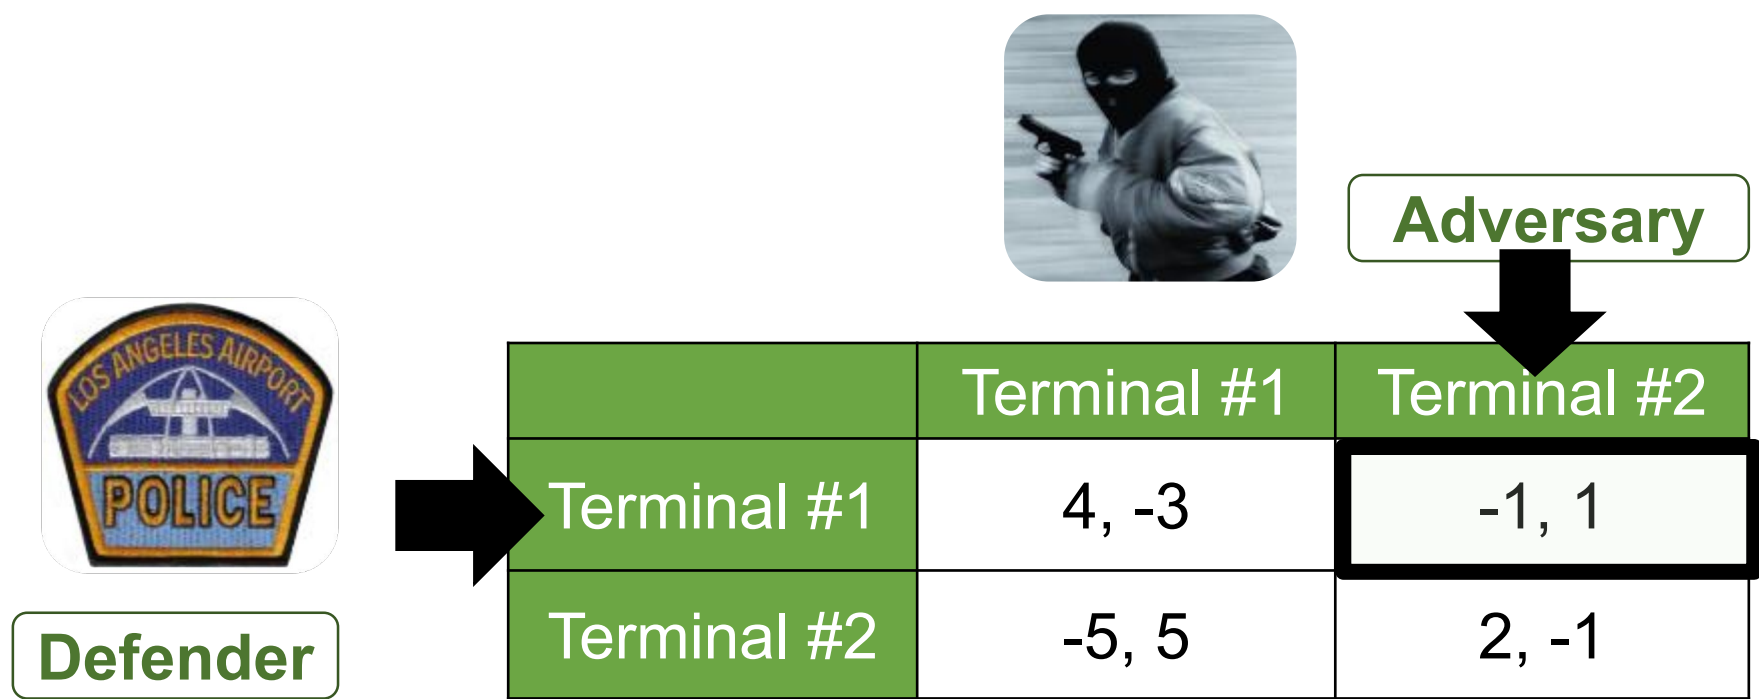 Adversary
LOS ANGELES AIRPORT
POLICE
Defender
Terminal #1 Terminal #2
Terminal #1 4, -3 -1, 1
Terminal #2 -5, 5 2, -1